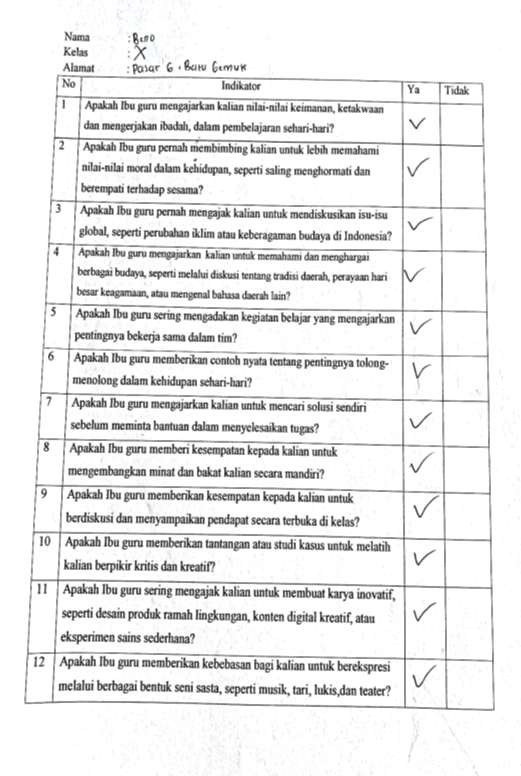 Nama : Beno
Kelas : X
Alamat : Pasar 6 . Baru Gemuk
No Indikator Ya Tidak
1 Apakah Ibu guru mengajarkan kalian nilai-nilai keimanan, ketakwaan ✓
dan mengerjakan ibadah, dalam pembelajaran sehari-hari?
2 Apakah Ibu guru pernah membimbing kalian untuk lebih memahami ✓
nilai-nilai moral dalam kehidupan, seperti saling menghormati dan
berempati terhadap sesama?
3 Apakah Ibu guru pernah mengajak kalian untuk mendiskusikan isu-isu ✓
global, seperti perubahan iklim atau keberagaman budaya di Indonesia?
4 Apakah Ibu guru mengajarkan kalian untuk memahami dan menghargai ✓
berbagai budaya, seperti melalui diskusi tentang tradisi daerah, perayaan hari
besar keagamaan, atau mengenal bahasa daerah lain?
5 Apakah Ibu guru sering mengadakan kegiatan belajar yang mengajarkan ✓
pentingnya bekerja sama dalam tim?
6 Apakah Ibu guru memberikan contoh nyata tentang pentingnya tolong- ✓
menolong dalam kehidupan sehari-hari?
7 Apakah Ibu guru mengajarkan kalian untuk mencari solusi sendiri ✓
sebelum meminta bantuan dalam menyelesaikan tugas?
8 Apakah Ibu guru memberi kesempatan kepada kalian untuk ✓
mengembangkan minat dan bakat kalian secara mandiri?
9 Apakah Ibu guru memberikan kesempatan kepada kalian untuk ✓
berdiskusi dan menyampaikan pendapat secara terbuka di kelas?
10 Apakah Ibu guru memberikan tantangan atau studi kasus untuk melatih ✓
kalian berpikir kritis dan kreatif?
11 Apakah Ibu guru sering mengajak kalian untuk membuat karya inovatif, ✓
seperti desain produk ramah lingkungan, konten digital kreatif, atau
eksperimen sains sederhana?
12 Apakah Ibu guru memberikan kebebasan bagi kalian untuk berekspresi ✓
melalui berbagai bentuk seni sasta, seperti musik, tari, lukis,dan teater?